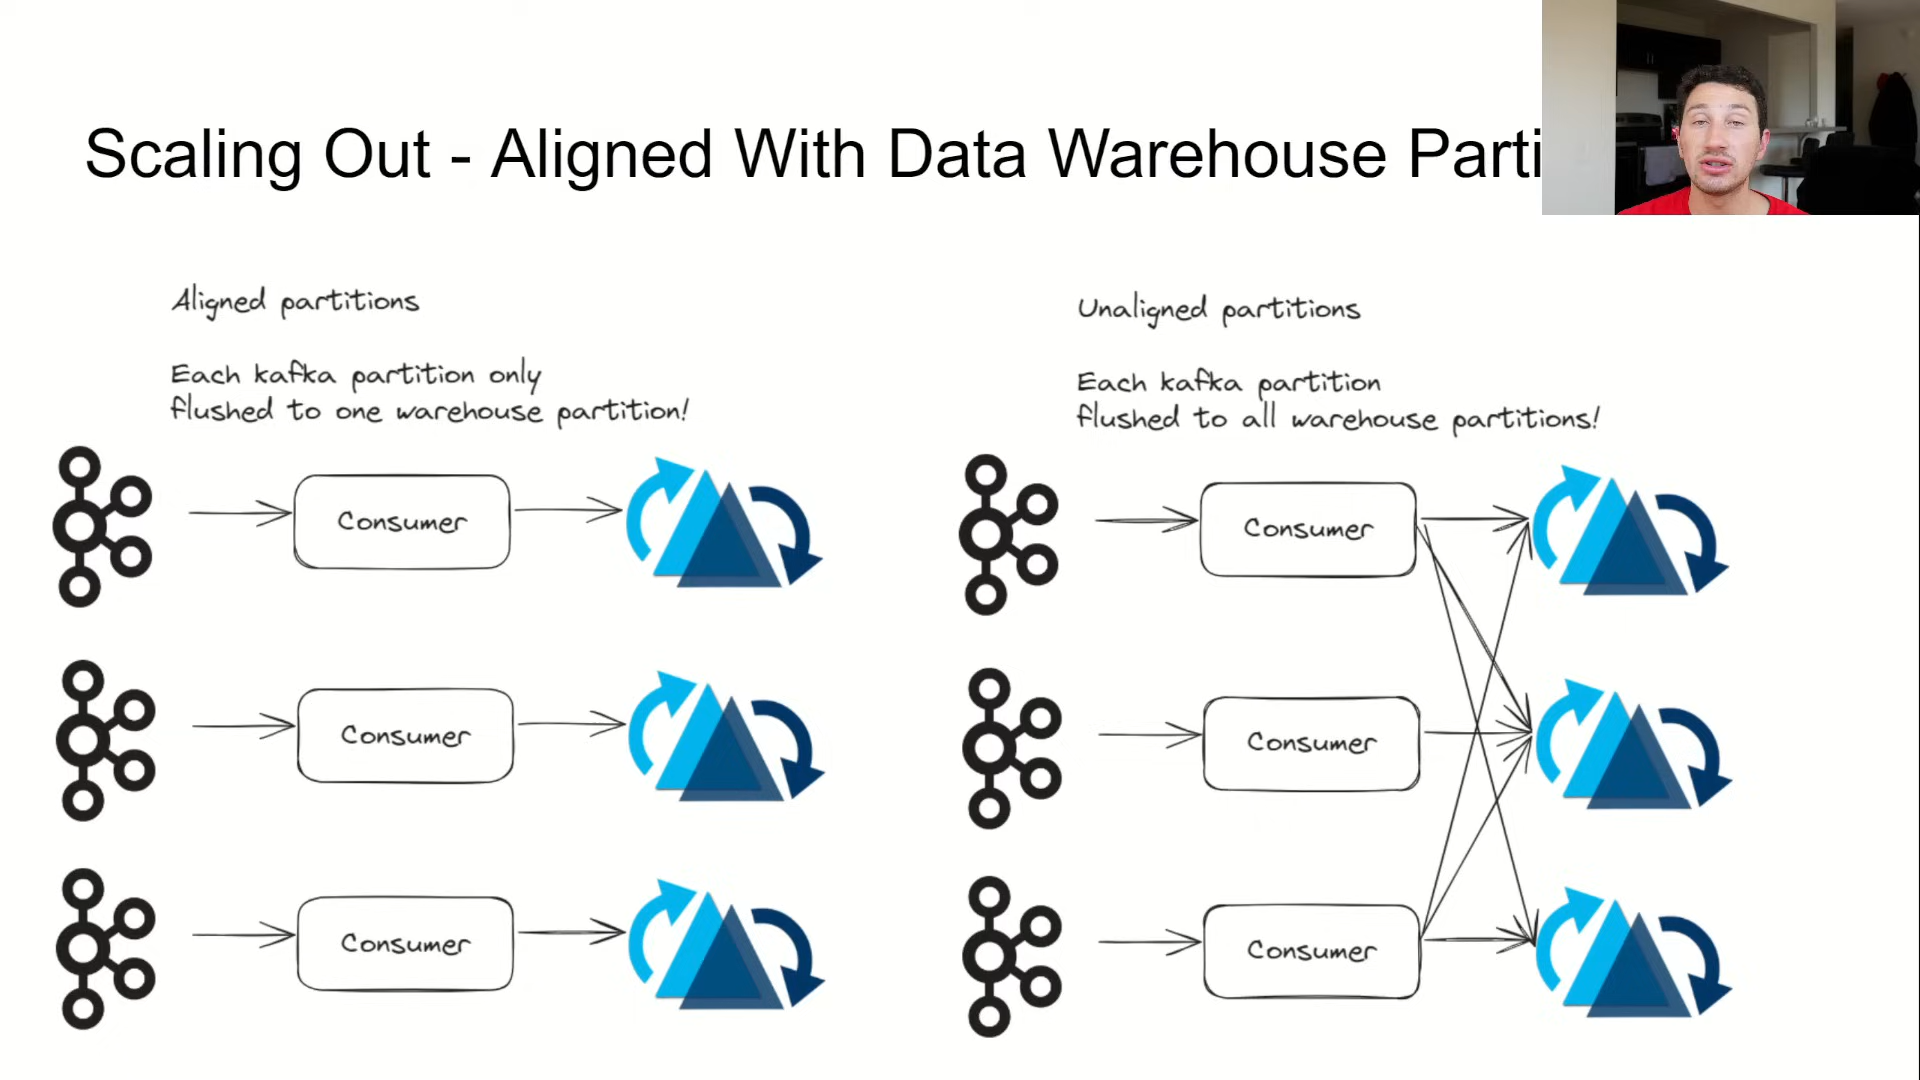 Scaling Out - Aligned With Data Warehouse Parti
Aligned partitions
Each kafka partition only
flushed to one warehouse partition!
Consumer
Consumer
Consumer
Unaligned partitions
Each kafka partition
flushed to all warehouse partitions!
Consumer
Consumer
Consumer